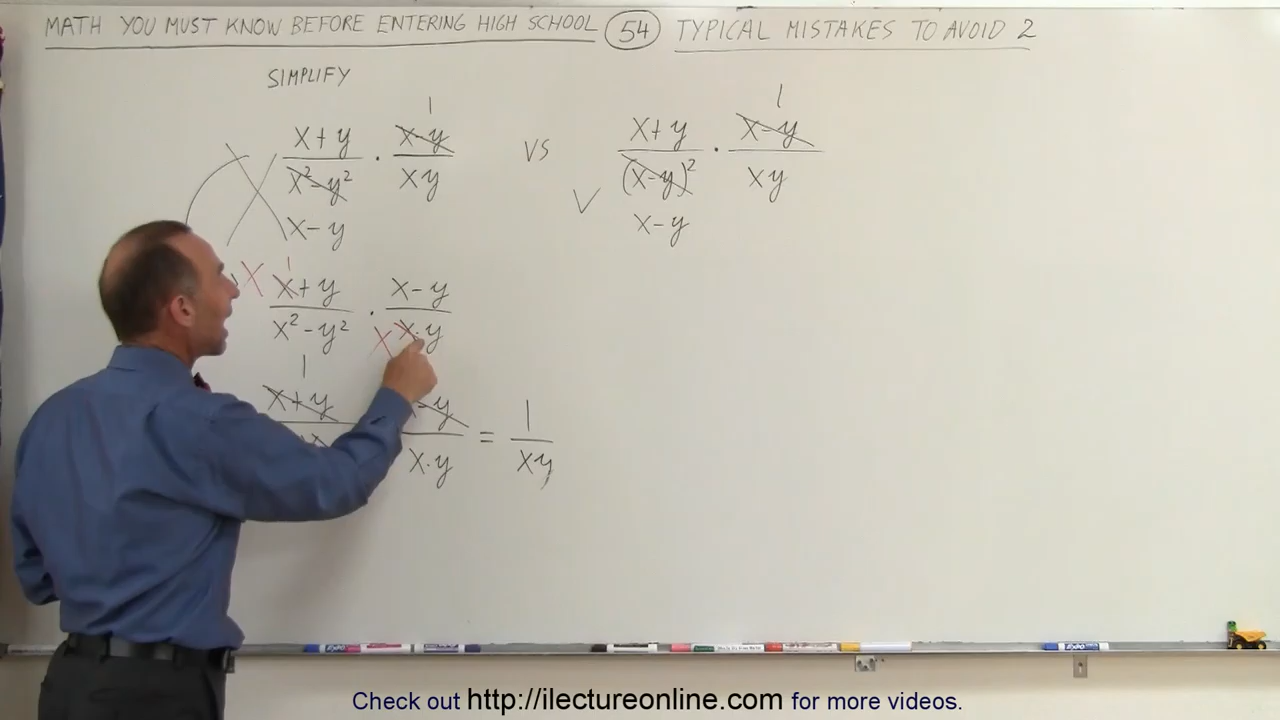 MATH YOU MUST KNOW BEFORE ENTERING HIGH SCHOOL 54 TYPICAL MISTAKES TO AVOID 2
SIMPLIFY
1
x+y / x²-y² · x-y / xy
x-y
VS
1
x+y / (x-y)² · x-y / xy
x-y
√
X 1
x+y / x²-y² · x-y / x·y
X
1
x+y · -y / x·y = 1 / xy
EXPO
Check out http://ilectureonline.com for more videos.